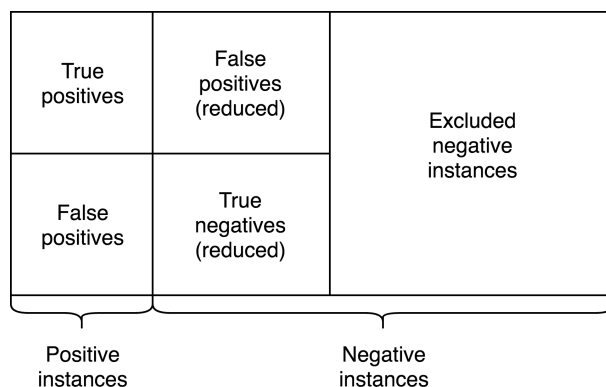 True
positives
False
positives
(reduced)
Excluded
negative
instances
False
positives
True
negatives
(reduced)
Positive
instances
Negative
instances